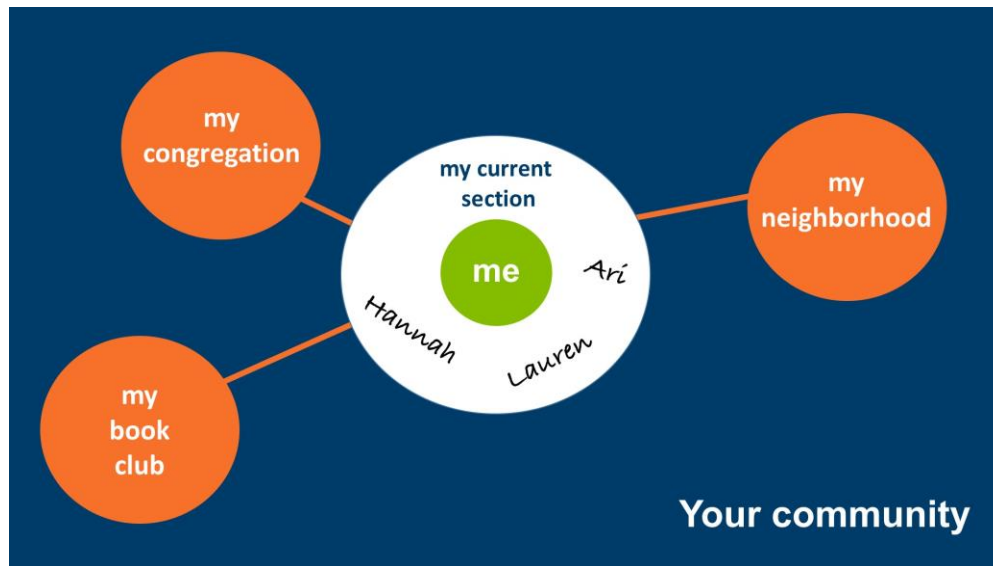 my
congregation
my current
section
me
Ari
Hannah
Lauren
my
neighborhood
my
book
club
Your community